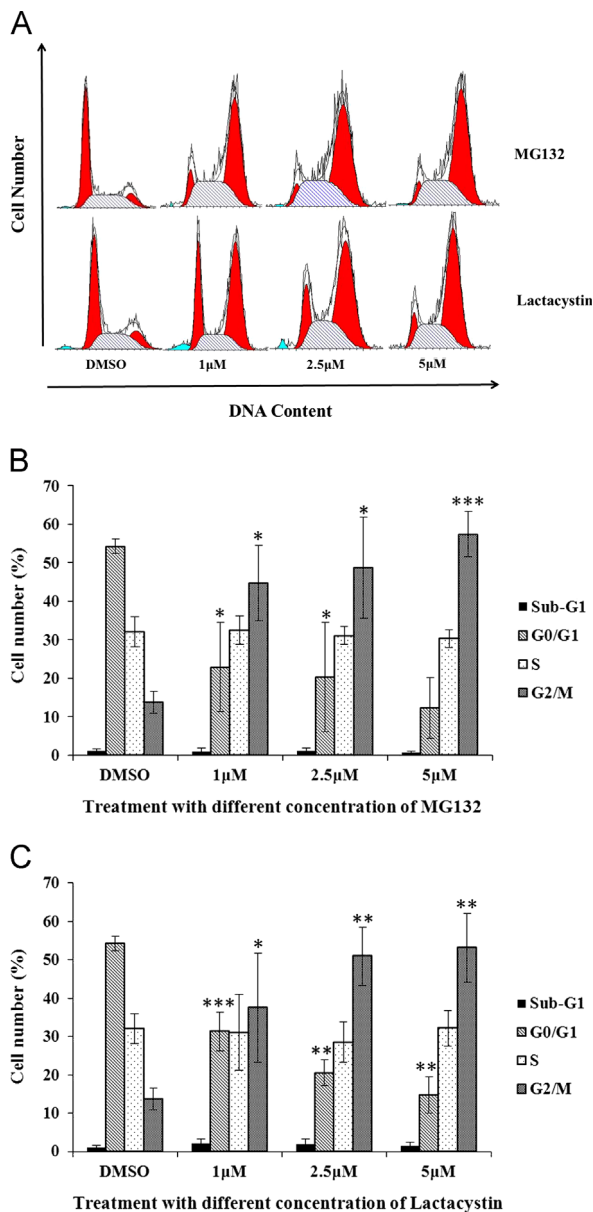 A
Cell Number
MG132
Lactacystin
DMSO 1μM 2.5μM 5μM
DNA Content
B
Cell number (%)
70
60
50
40
30
20
10
0
* * * * ***
DMSO 1μM 2.5μM 5μM
Sub-G1
G0/G1
S
G2/M
Treatment with different concentration of MG132
C
Cell number (%)
70
60
50
40
30
20
10
0
*** * ** ** ** **
DMSO 1μM 2.5μM 5μM
Sub-G1
G0/G1
S
G2/M
Treatment with different concentration of Lactacystin